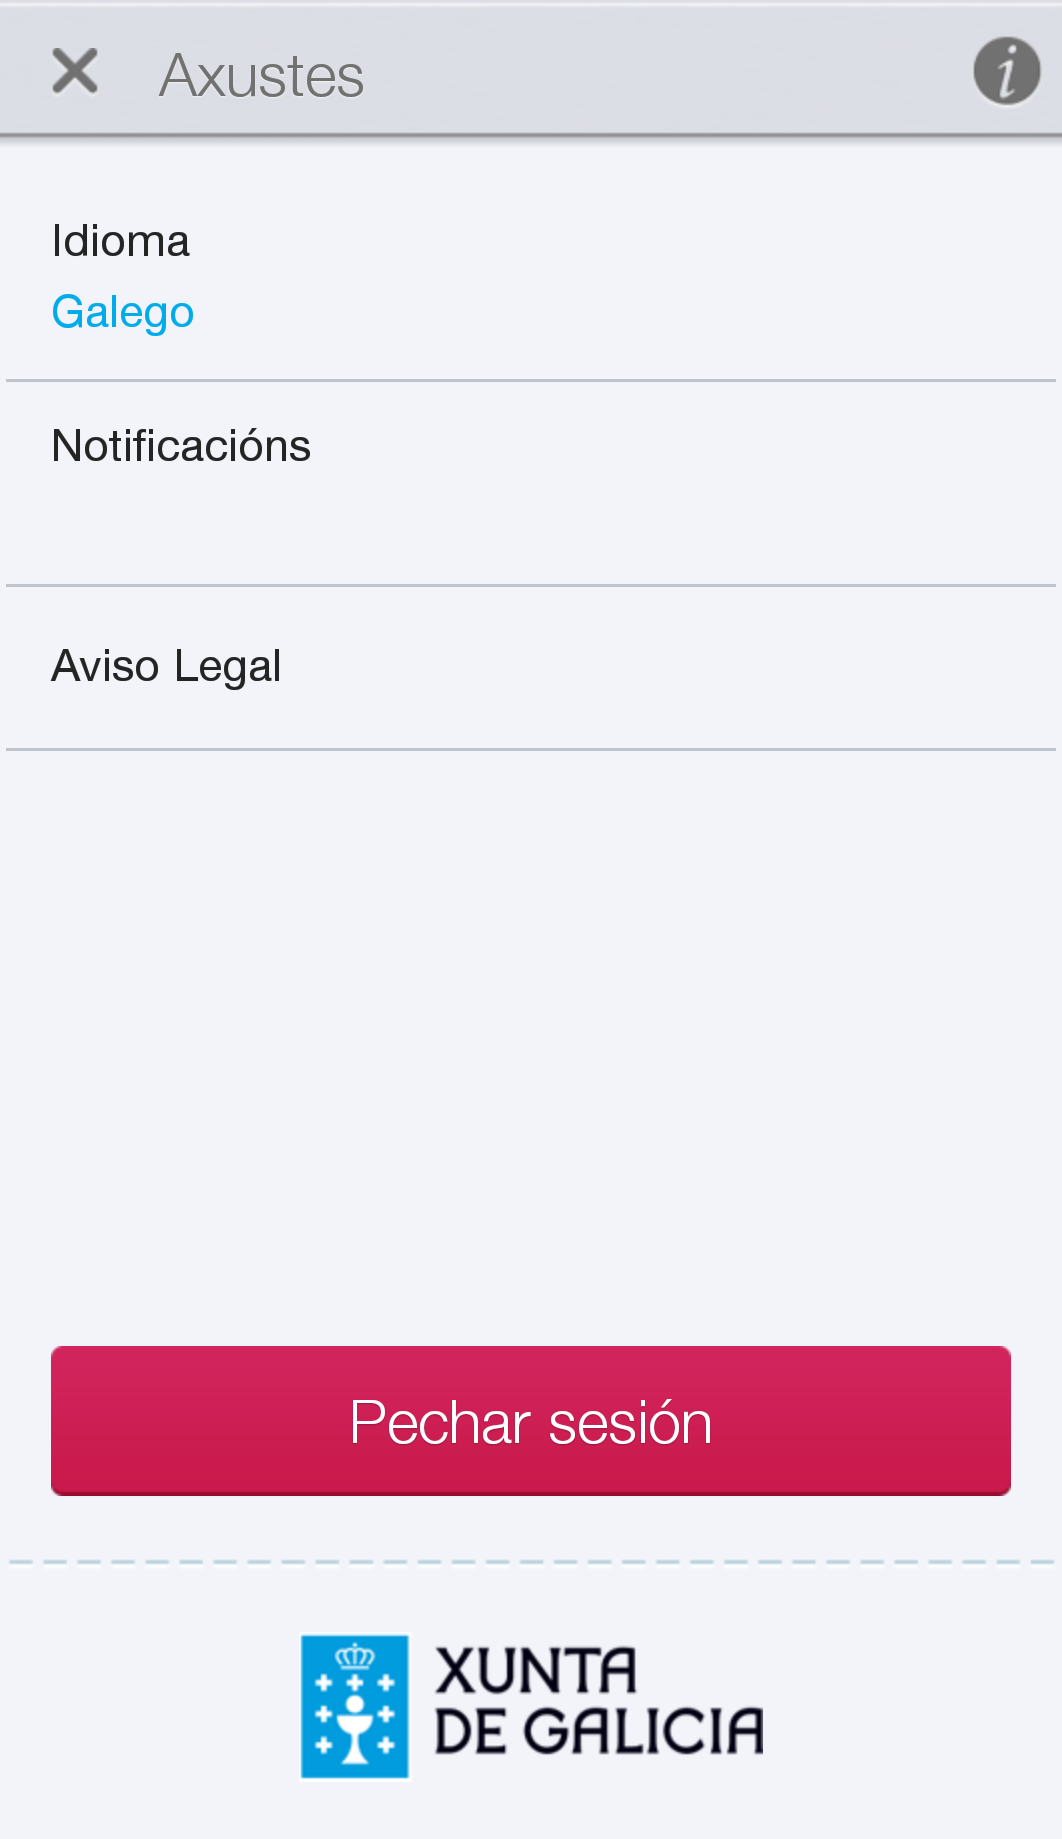 Axustes
Idioma
Galego
Notificacións
Aviso Legal
Pechar sesión
XUNTA
DE GALICIA